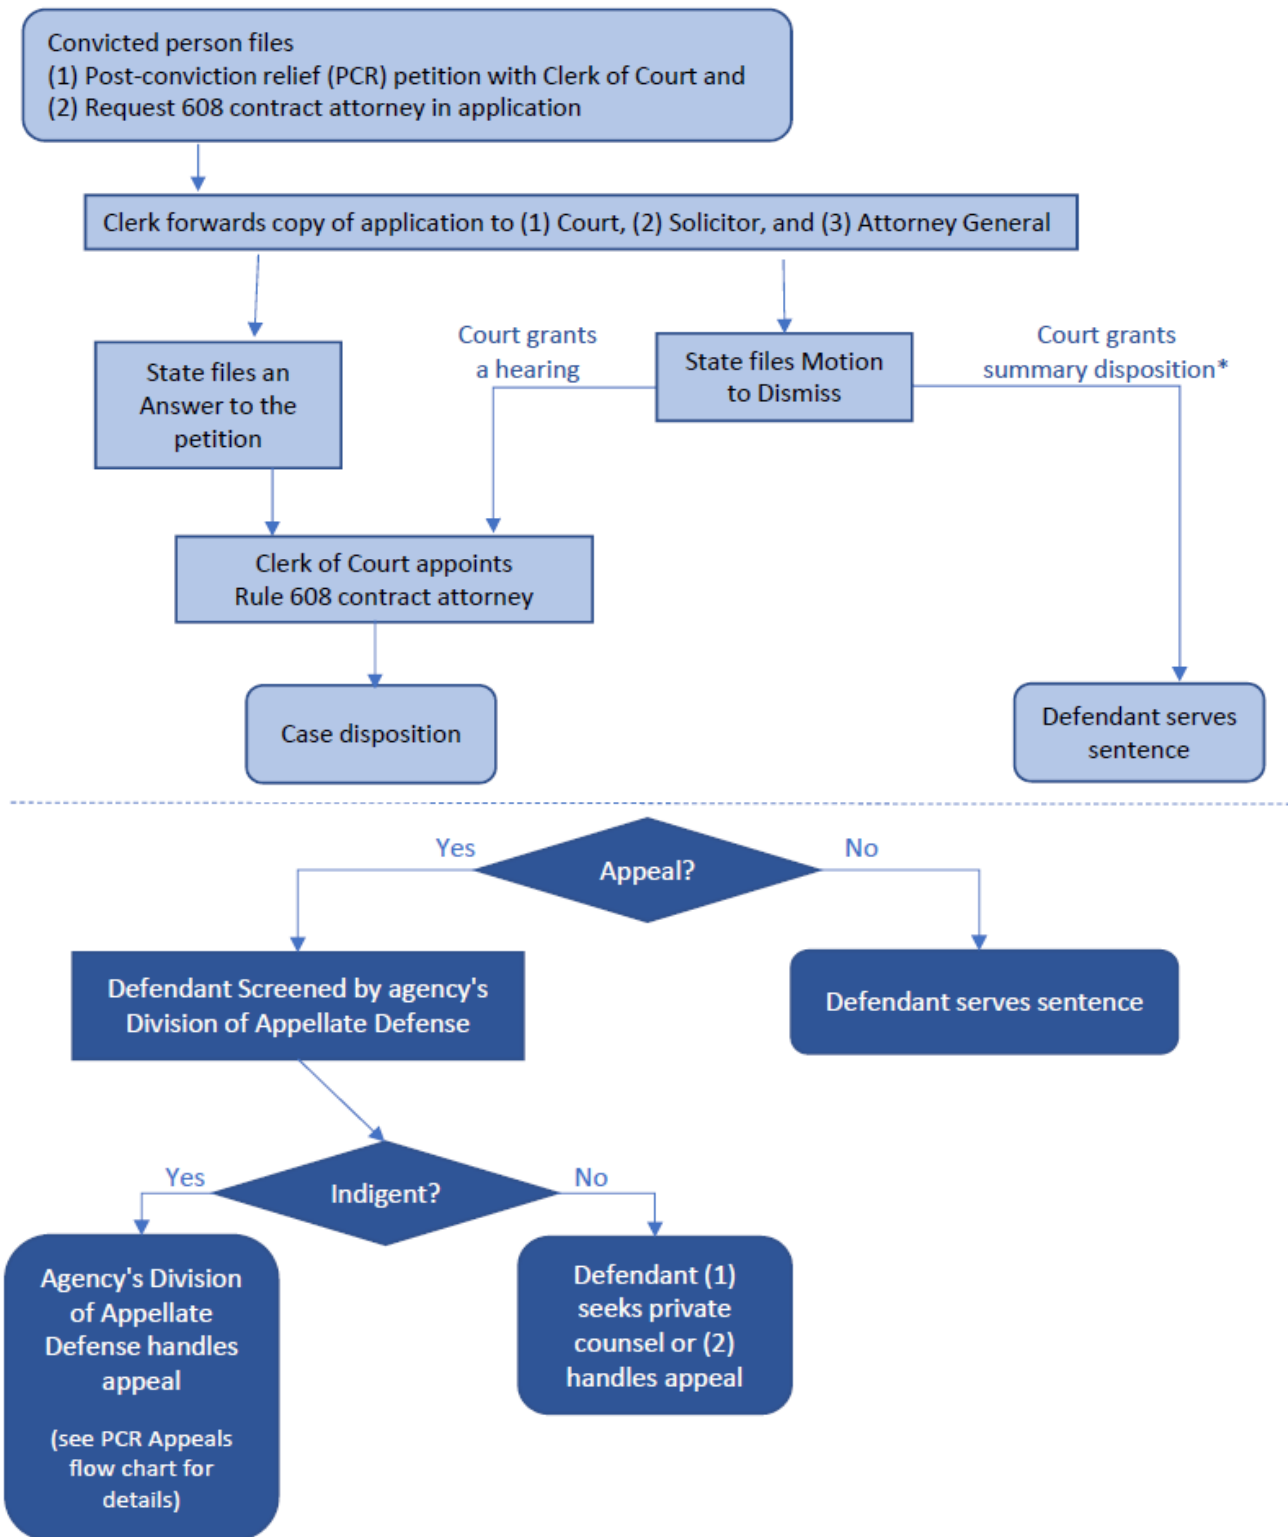 Convicted person files
(1) Post-conviction relief (PCR) petition with Clerk of Court and
(2) Request 608 contract attorney in application
Clerk forwards copy of application to (1) Court, (2) Solicitor, and (3) Attorney General
State files an
Answer to the
petition
Court grants
a hearing
State files Motion
to Dismiss
Court grants
summary disposition*
Clerk of Court appoints
Rule 608 contract attorney
Case disposition
Defendant serves
sentence
Yes
Appeal?
No
Defendant Screened by agency's
Division of Appellate Defense
Defendant serves sentence
Yes
Indigent?
No
Agency's Division
of Appellate
Defense handles
appeal
(see PCR Appeals
flow chart for
details)
Defendant (1)
seeks private
counsel or (2)
handles appeal